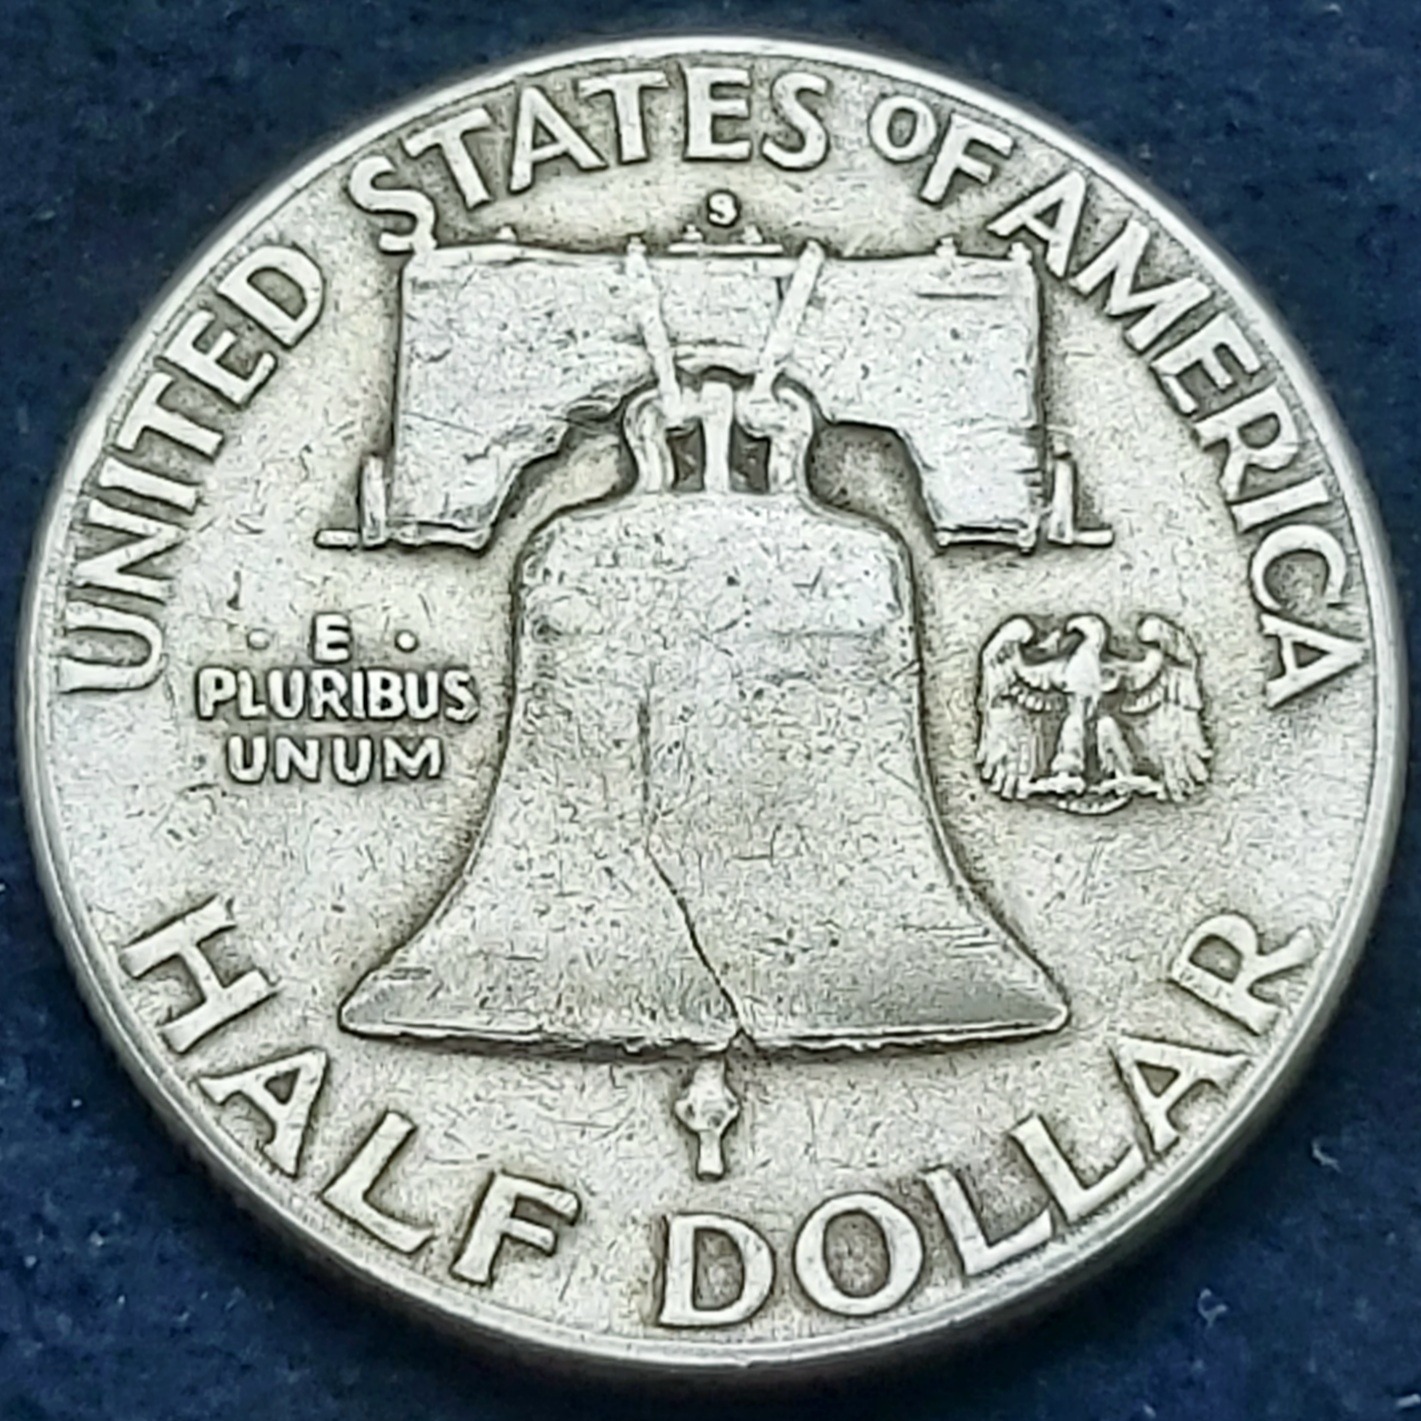 UNITED STATES OF AMERICA
S
· E ·
PLURIBUS
UNUM
HALF DOLLAR